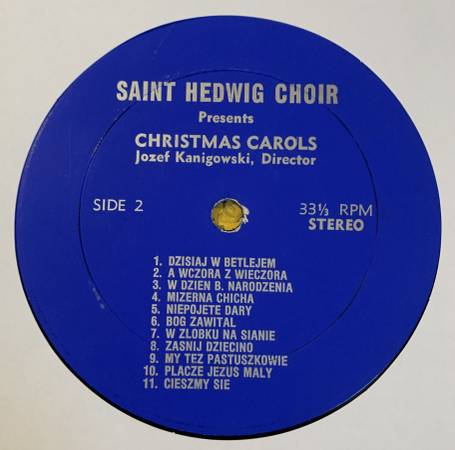 SAINT HEDWIG CHOIR
Presents
CHRISTMAS CAROLS
Jozef Kanigowski, Director
SIDE 2
33⅓ RPM
STEREO
1. DZISIAJ W BETLEJEM
2. A WCZORA Z WIECZORA
3. W DZIEN B. NARODZENIA
4. MIZERNA CHICHA
5. NIEPOJETE DARY
6. BOG ZAWITAL
7. W ZLOBKU NA SIANIE
8. ZASNIJ DZIECINO
9. MY TEZ PASTUSZKOWIE
10. PLACZE JEZUS MALY
11. CIESZMY SIE